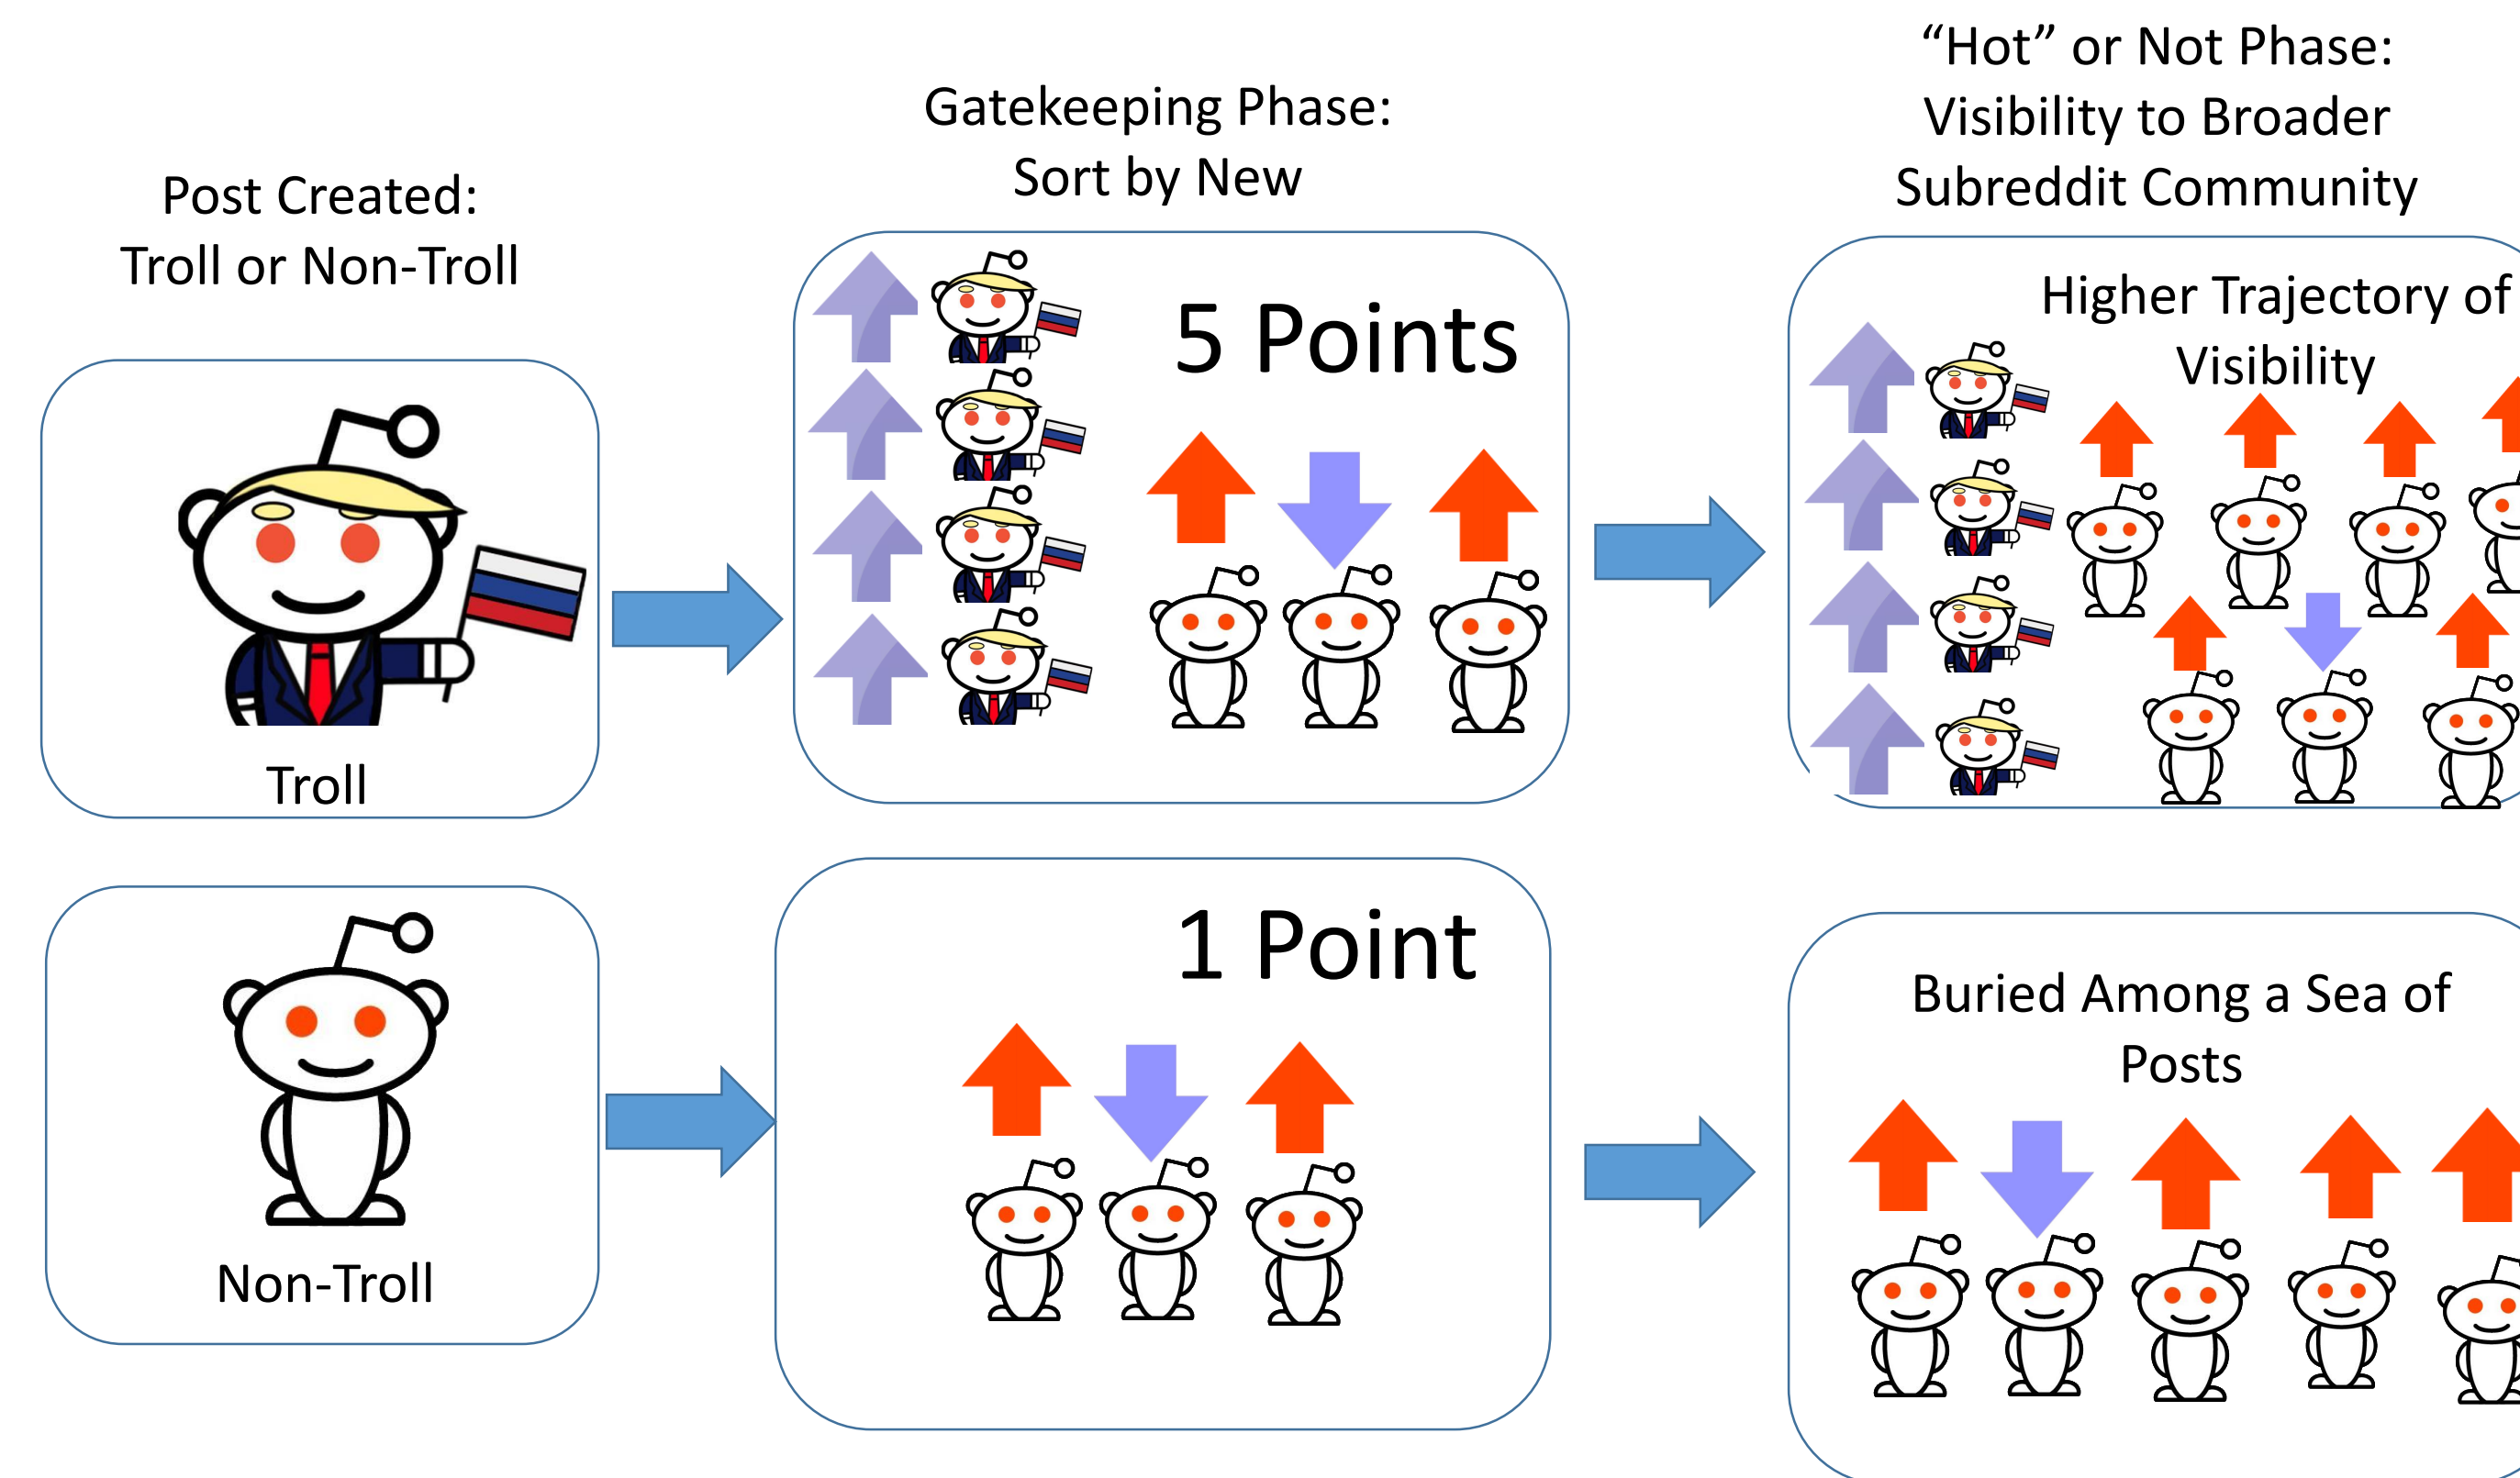 Post Created:
Troll or Non-Troll
Gatekeeping Phase:
Sort by New
“Hot” or Not Phase:
Visibility to Broader
Subreddit Community
Troll
5 Points
Higher Trajectory of
Visibility
Non-Troll
1 Point
Buried Among a Sea of
Posts